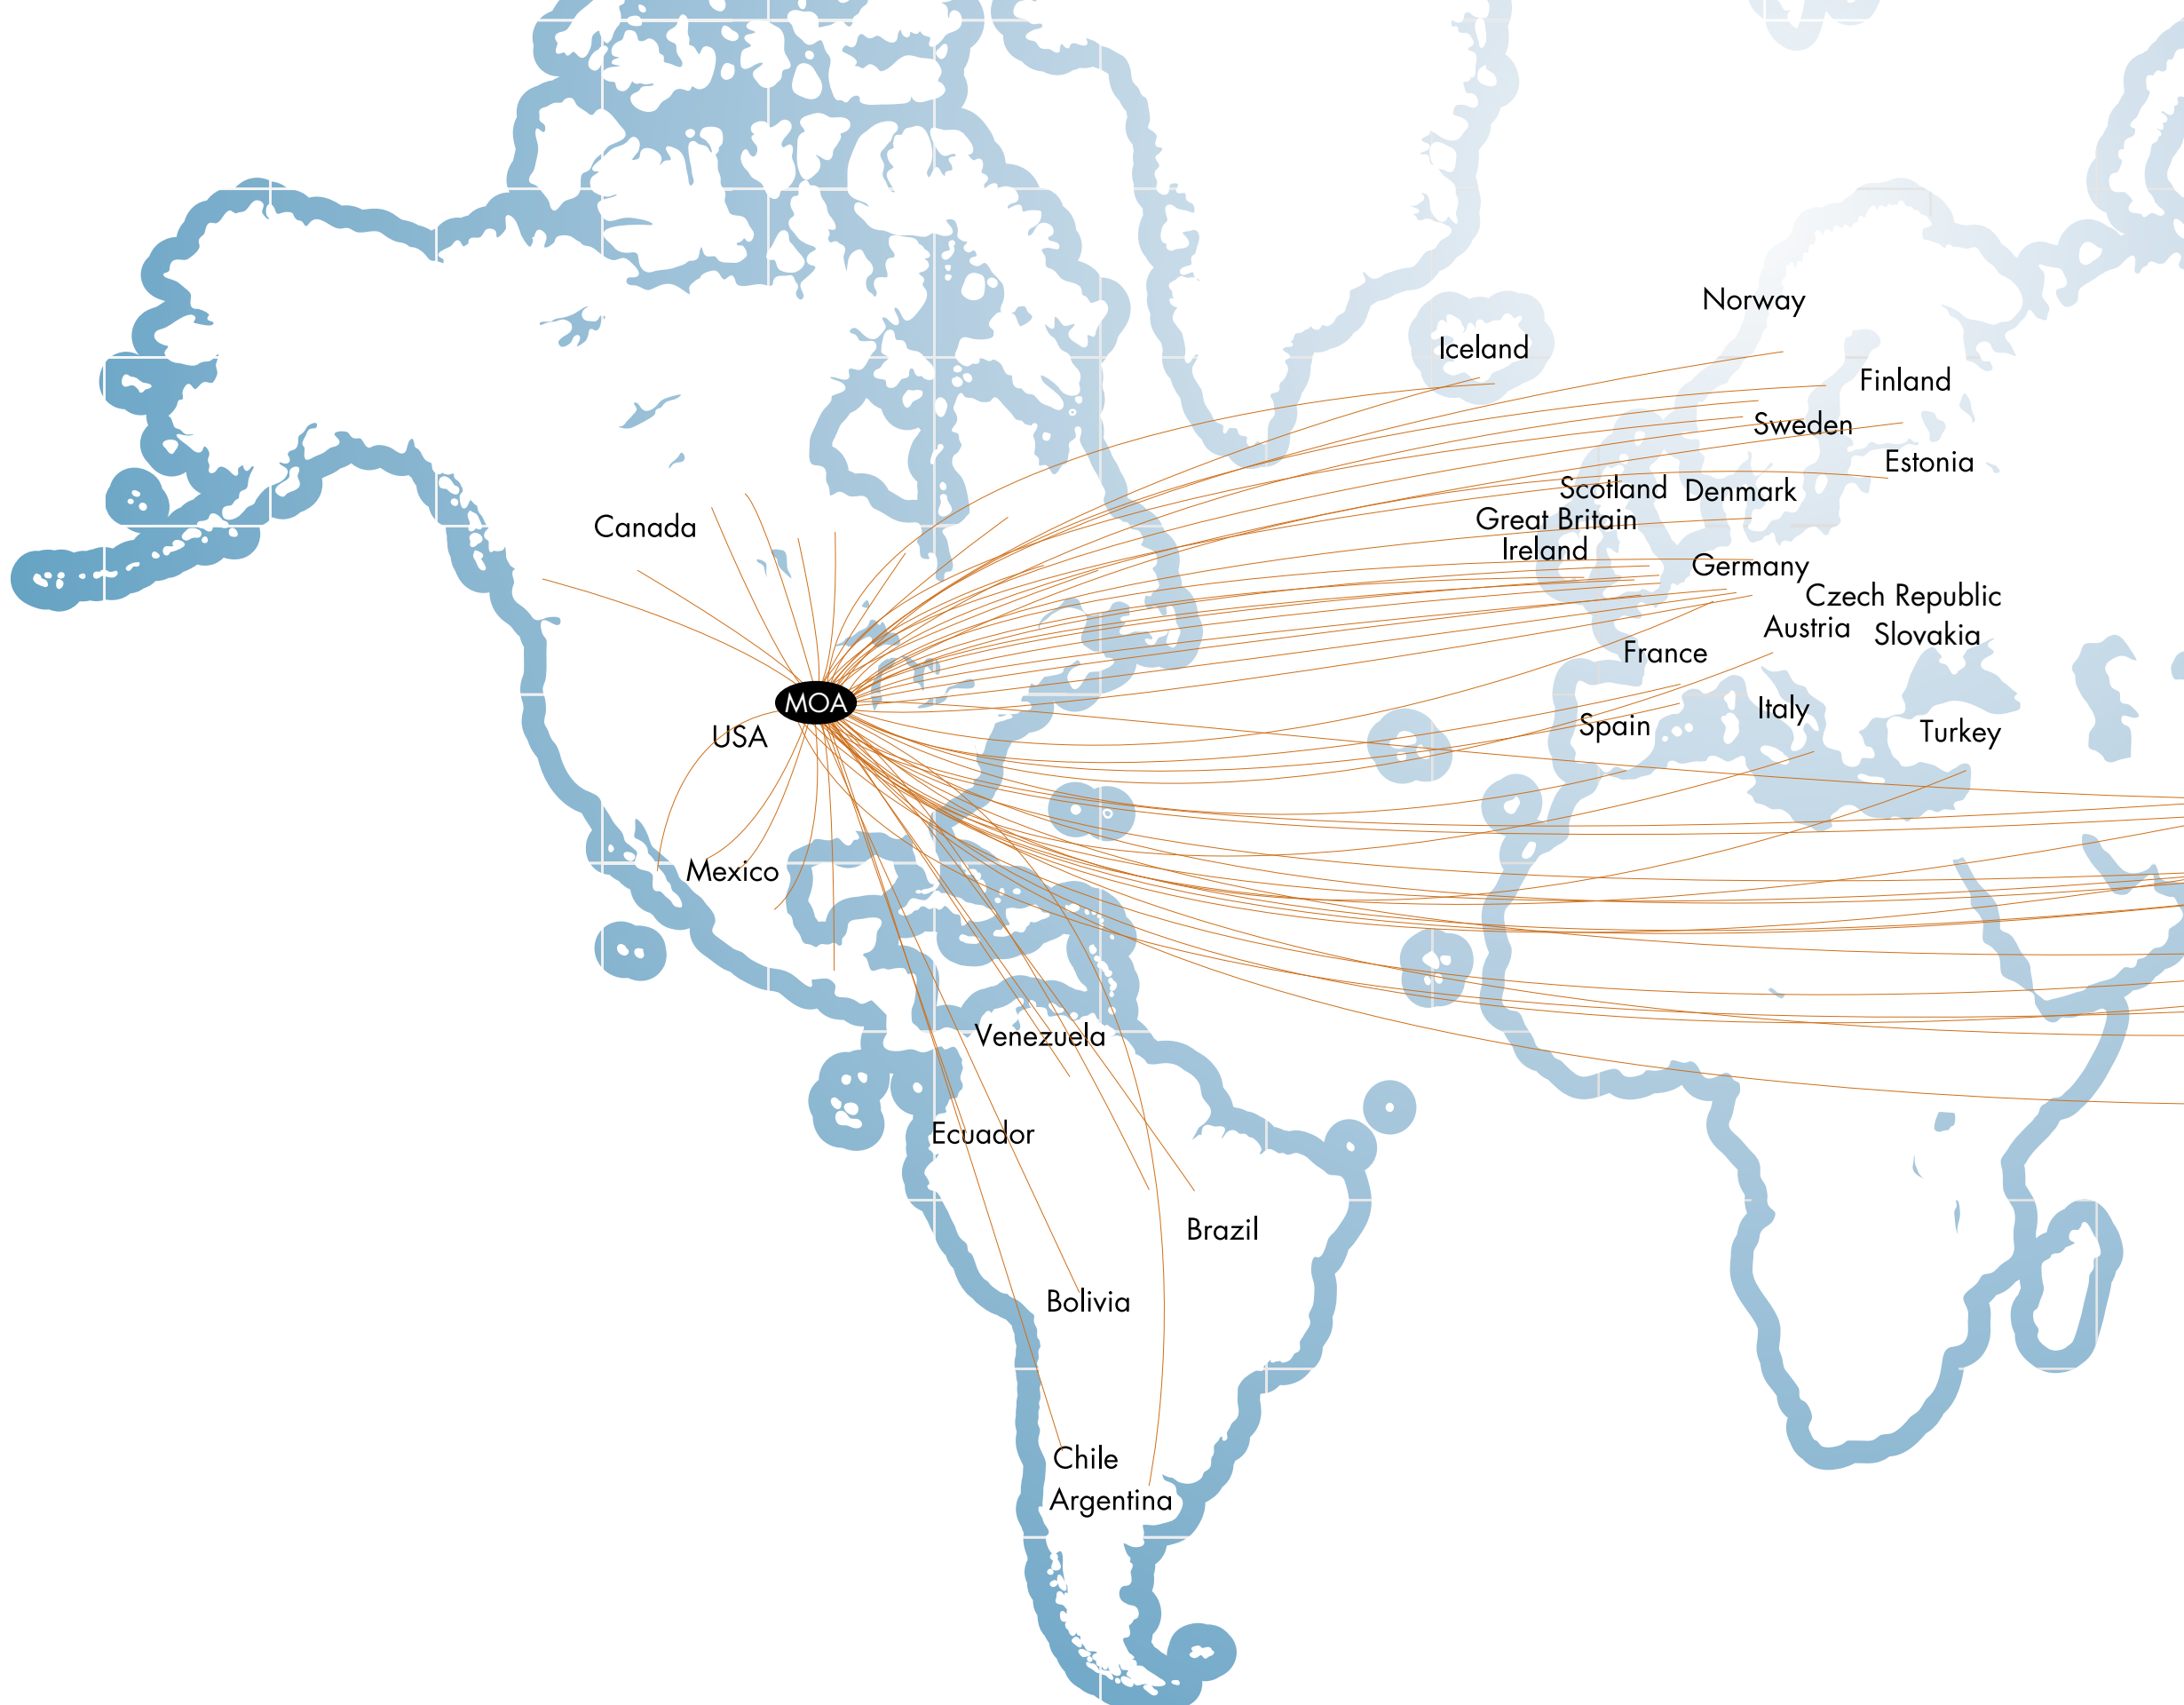 Norway
Iceland
Finland
Sweden
Estonia
Scotland
Denmark
Great Britain
Canada
Ireland
Germany
Czech Republic
Austria
Slovakia
France
MOA
Italy
Spain
Turkey
USA
Mexico
Venezuela
Ecuador
Brazil
Bolivia
Chile
Argentina